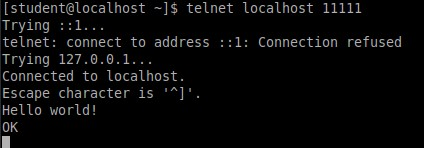 [student@localhost ~]$ telnet localhost 11111
Trying ::1...
telnet: connect to address ::1: Connection refused
Trying 127.0.0.1...
Connected to localhost.
Escape character is '^]'.
Hello world!
OK